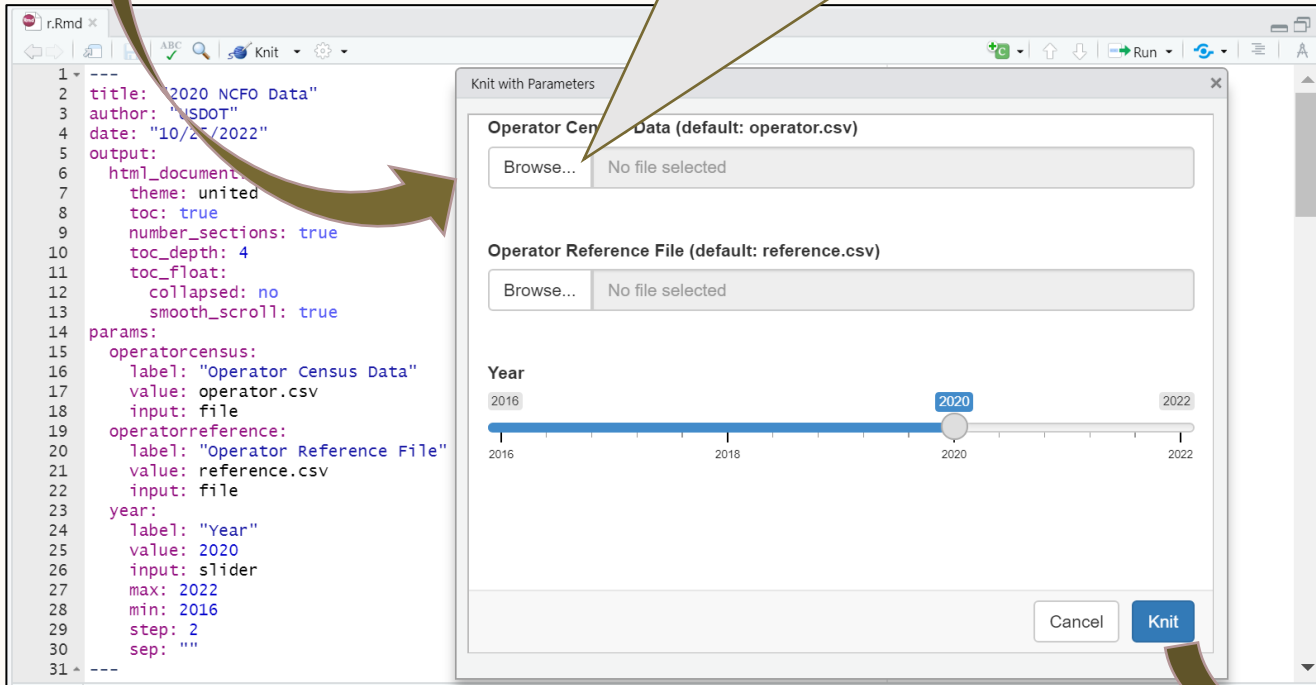 r.Rmd
ABC
Knit
Run
1 ---
2 title: "2020 NCFO Data"
3 author: "USDOT"
4 date: "10/25/2022"
5 output:
6 html_document:
7 theme: united
8 toc: true
9 number_sections: true
10 toc_depth: 4
11 toc_float:
12 collapsed: no
13 smooth_scroll: true
14 params:
15 operatorcensus:
16 label: "Operator Census Data"
17 value: operator.csv
18 input: file
19 operatorreference:
20 label: "Operator Reference File"
21 value: reference.csv
22 input: file
23 year:
24 label: "Year"
25 value: 2020
26 input: slider
27 max: 2022
28 min: 2016
29 step: 2
30 sep: ""
31 ---
Knit with Parameters
Operator Census Data (default: operator.csv)
Browse... No file selected
Operator Reference File (default: reference.csv)
Browse... No file selected
Year
2016 2020 2022
2016 2018 2020 2022
Cancel Knit